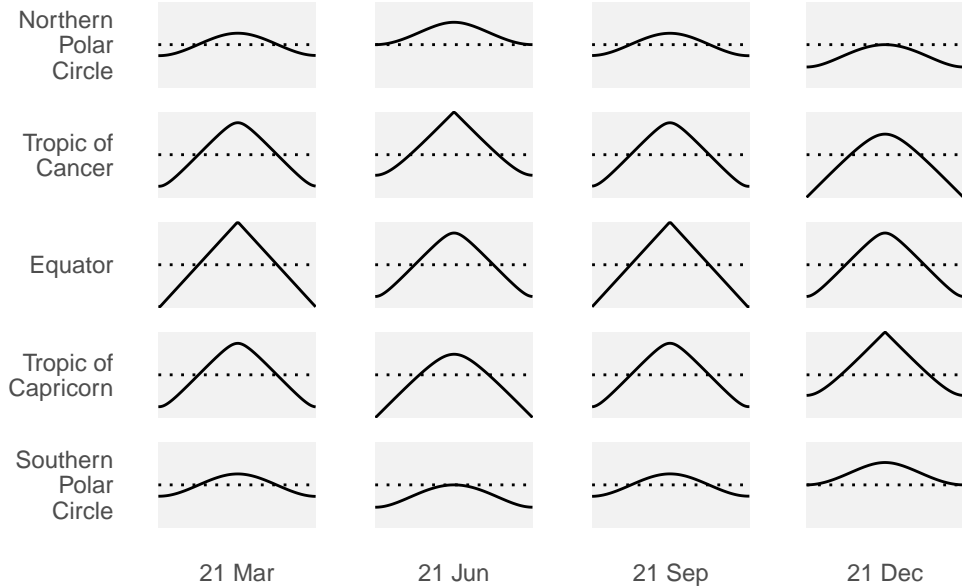 Northern
Polar
Circle
Tropic of
Cancer
Equator
Tropic of
Capricorn
Southern
Polar
Circle
21 Mar
21 Jun
21 Sep
21 Dec